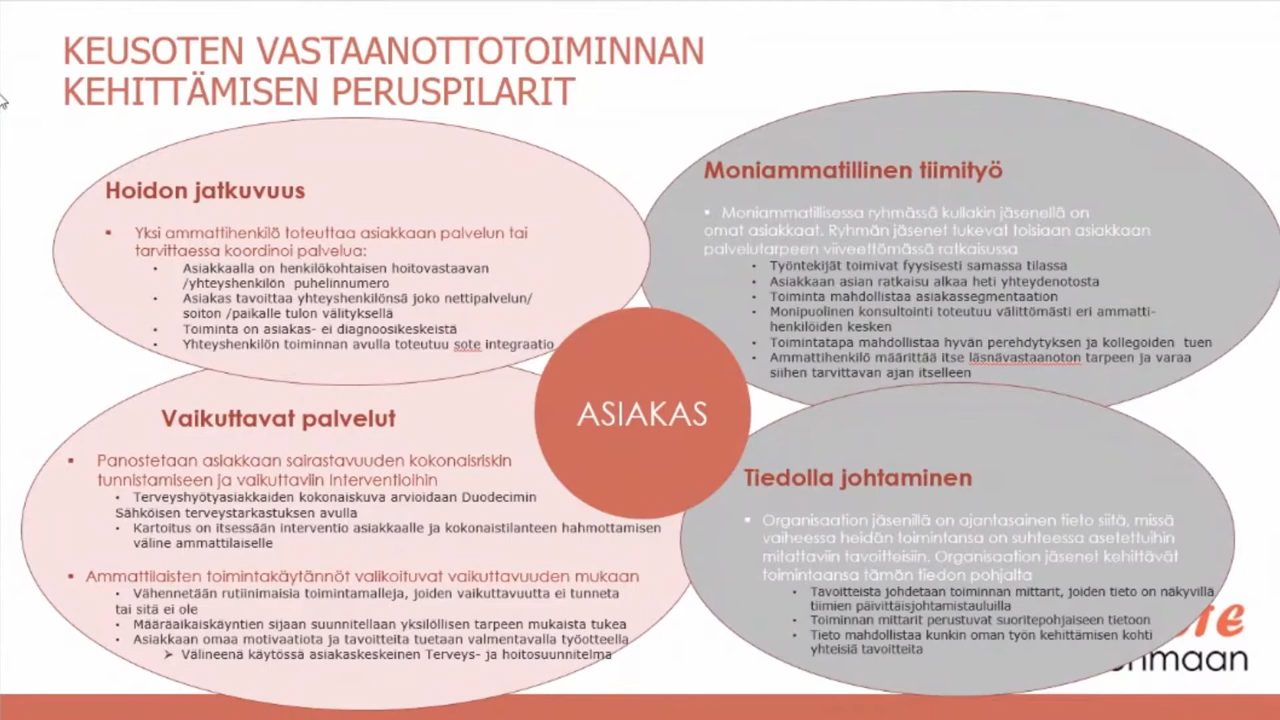 KEUSOTEN VASTAANOTTOTOIMINNAN
KEHITTÄMISEN PERUSPILARIT
Hoidon jatkuvuus
▪ Yksi ammattihenkilö toteuttaa asiakkaan palvelun tai
tarvittaessa koordinoi palvelua:
• Asiakkaalla on henkilökohtaisen hoitovastaavan
/yhteyshenkilön puhelinnumero
• Asiakas tavoittaa yhteyshenkilönsä joko nettipalvelun/
soiton /paikalle tulon välityksellä
• Toiminta on asiakas- ei diagnoosikeskeistä
• Yhteyshenkilön toiminnan avulla toteutuu sote integraatio
Moniammatillinen tiimityö
• Moniammatillisessa ryhmässä kullakin jäsenellä on
omat asiakkaat. Ryhmän jäsenet tukevat toisiaan asiakkaan
palvelutarpeen viiveettömässä ratkaisussa
• Työntekijät toimivat fyysisesti samassa tilassa
• Asiakkaan asian ratkaisu alkaa heti yhteydenotosta
• Toiminta mahdollistaa asiakassegmentaation
• Monipuolinen konsultointi toteutuu välittömästi eri ammatti-
henkilöiden kesken
• Toimintatapa mahdollistaa hyvän perehdytyksen ja kollegoiden tuen
• Ammattihenkilö määrittää itse läsnävastaanoton tarpeen ja varaa
siihen tarvittavan ajan itselleen
ASIAKAS
Vaikuttavat palvelut
▪ Panostetaan asiakkaan sairastavuuden kokonaisriskin
tunnistamiseen ja vaikuttaviin interventioihin
• Terveyshyötyasiakkaiden kokonaiskuva arvioidaan Duodecimin
Sähköisen terveystarkastuksen avulla
• Kartoitus on itsessään interventio asiakkaalle ja kokonaistilanteen hahmottamisen
väline ammattilaiselle
▪ Ammattilaisten toimintakäytännöt valikoituvat vaikuttavuuden mukaan
• Vähennetään rutiinimaisia toimintamalleja, joiden vaikuttavuutta ei tunneta
tai sitä ei ole
• Määräaikaiskäyntien sijaan suunnitellaan yksilöllisen tarpeen mukaista tukea
• Asiakkaan omaa motivaatiota ja tavoitteita tuetaan valmentavalla työotteella
➤ Välineenä käytössä asiakaskeskeinen Terveys- ja hoitosuunnitelma
Tiedolla johtaminen
▪ Organisaation jäsenillä on ajantasainen tieto siitä, missä
vaiheessa heidän toimintansa on suhteessa asetettuihin
mitattaviin tavoitteisiin. Organisaation jäsenet kehittävät
toimintaansa tämän tiedon pohjalta
• Tavoitteista johdetaan toiminnan mittarit, joiden tieto on näkyvillä
tiimien päivittäisjohtamistauluilla
• Toiminnan mittarit perustuvat suoritepohjaiseen tietoon
• Tieto mahdollistaa kunkin oman työn kehittämisen kohti
yhteisiä tavoitteita